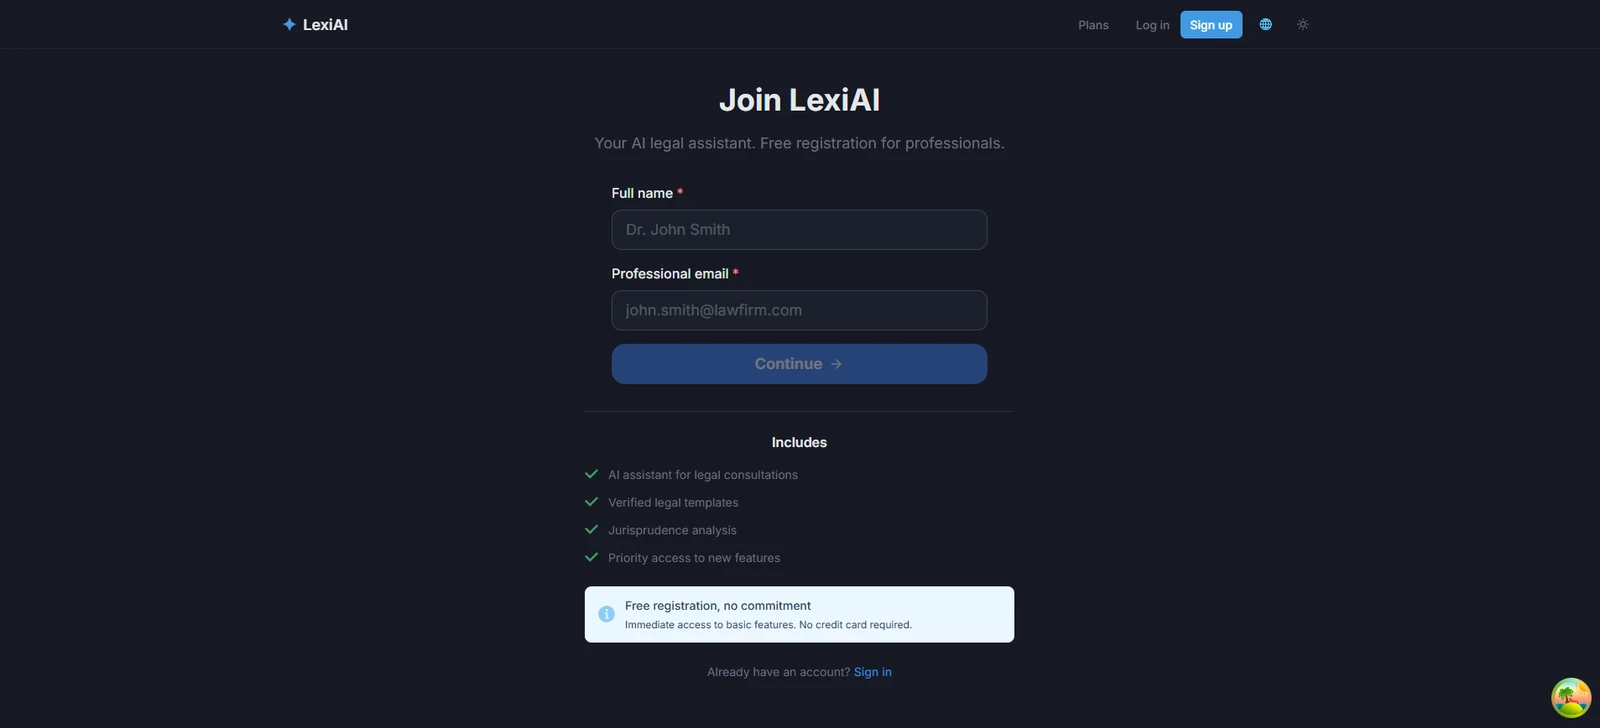 LexiAI
Plans
Log in
Sign up
Join LexiAI
Your AI legal assistant. Free registration for professionals.
Full name *
Dr. John Smith
Professional email *
john.smith@lawfirm.com
Continue →
Includes
AI assistant for legal consultations
Verified legal templates
Jurisprudence analysis
Priority access to new features
Free registration, no commitment
Immediate access to basic features. No credit card required.
Already have an account? Sign in